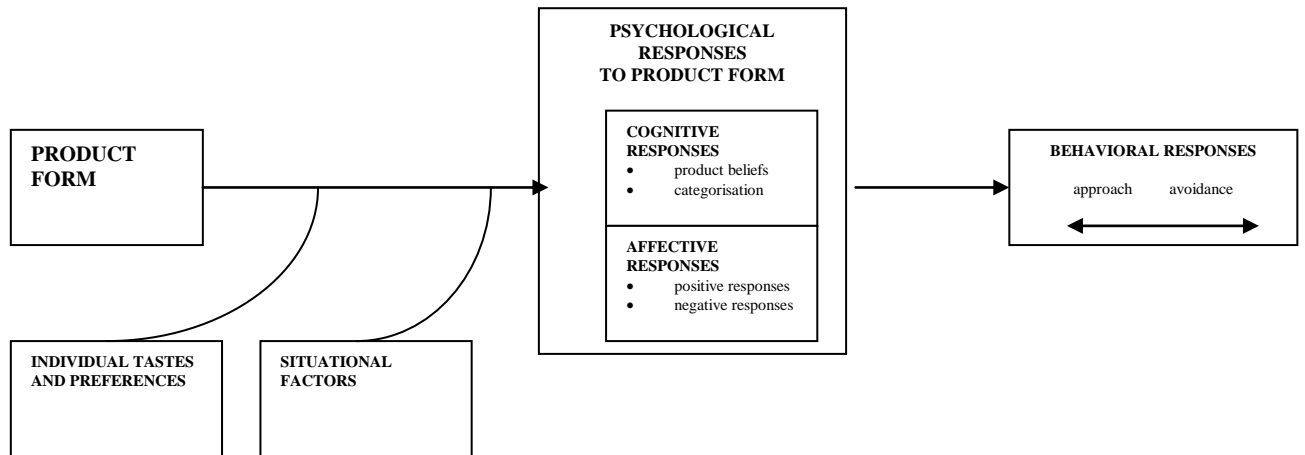 PSYCHOLOGICAL
RESPONSES
TO PRODUCT FORM
PRODUCT
FORM
COGNITIVE
RESPONSES
• product beliefs
• categorisation
AFFECTIVE
RESPONSES
• positive responses
• negative responses
BEHAVIORAL RESPONSES
approach avoidance
INDIVIDUAL TASTES
AND PREFERENCES
SITUATIONAL
FACTORS